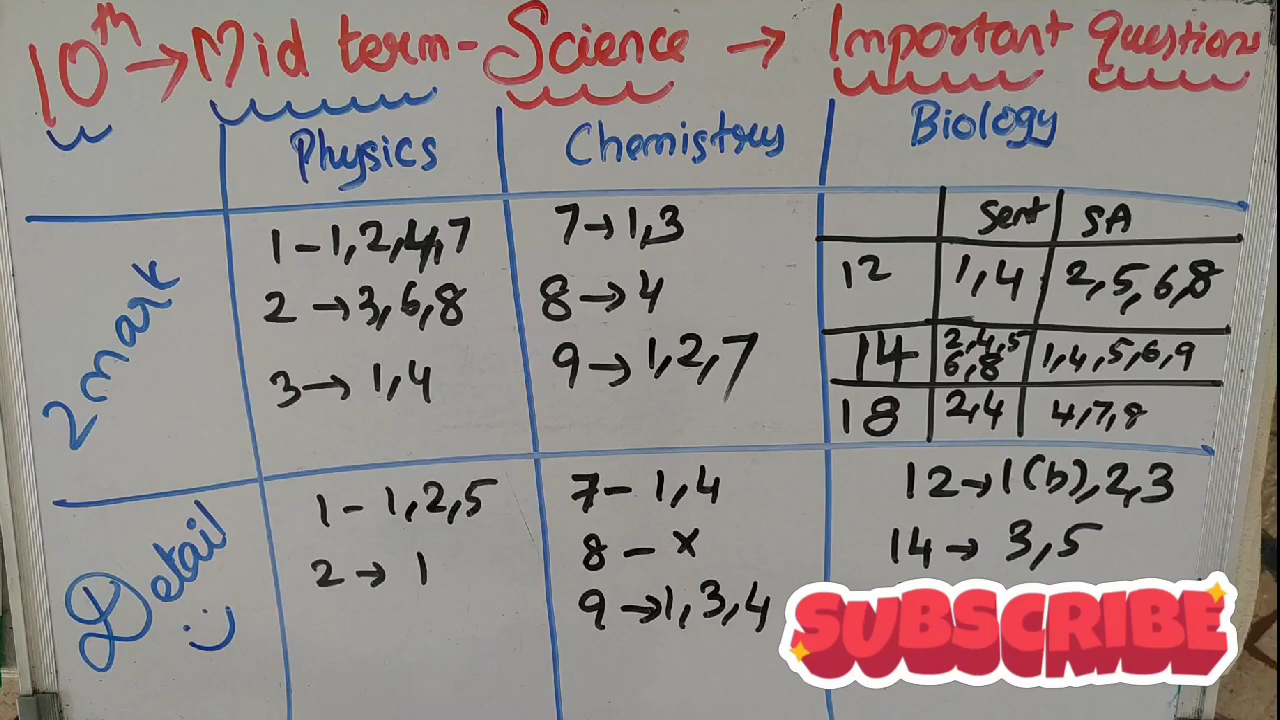 10th → Mid term - Science → Important Questions
Physics Chemistry Biology
2 mark
1 - 1,2,4,7
2 → 3,6,8
3 → 1,4
7 → 1,3
8 → 4
9 → 1,2,7
Sent SA
12 1,4 2,5,6,8
14 2,4,5 6,8 1,4,5,6,9
18 2,4 4,7,8
Detail
1 - 1,2,5
2 → 1
7 - 1,4
8 - x
9 → 1,3,4
12 → 1(b),2,3
14 → 3,5
SUBSCRIBE